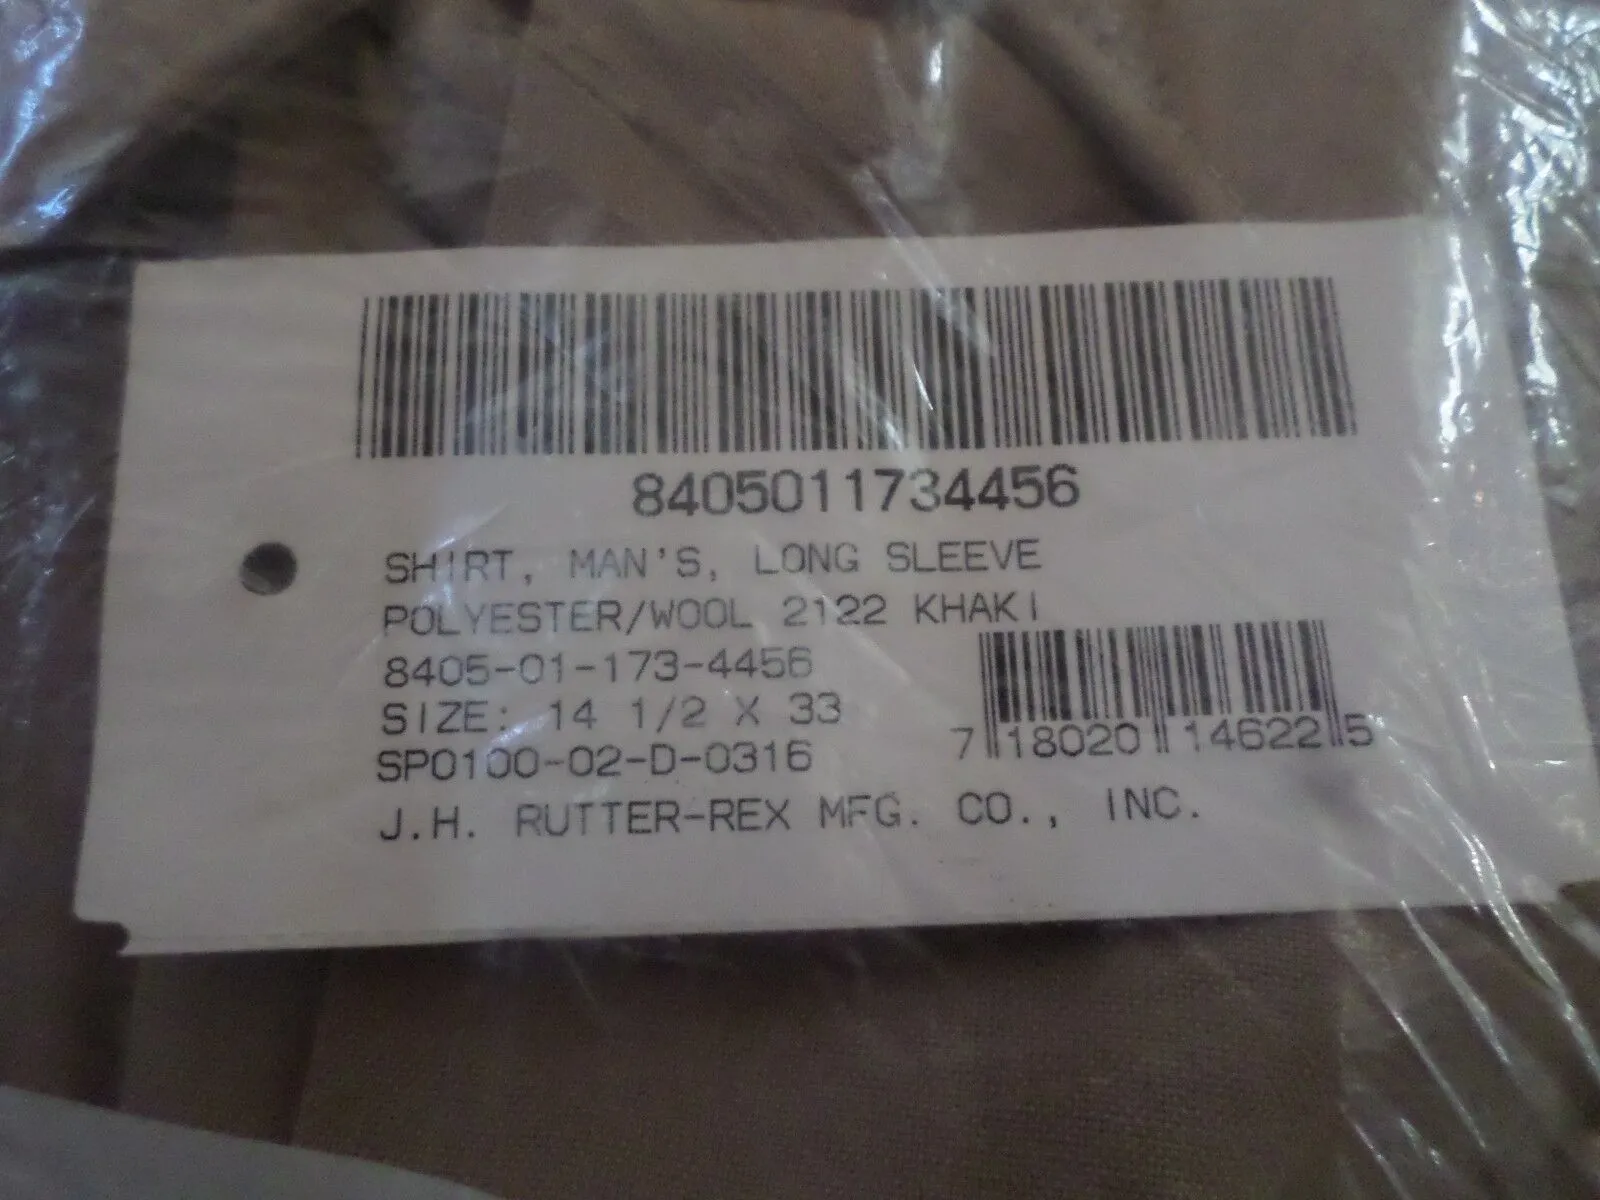 8405011734456
SHIRT, MAN'S, LONG SLEEVE
POLYESTER/WOOL 2122 KHAKI
8405-01-173-4456
SIZE: 14 1/2 X 33
SP0100-02-D-0316
7 18020 14622 5
J.H. RUTTER-REX MFG. CO., INC.